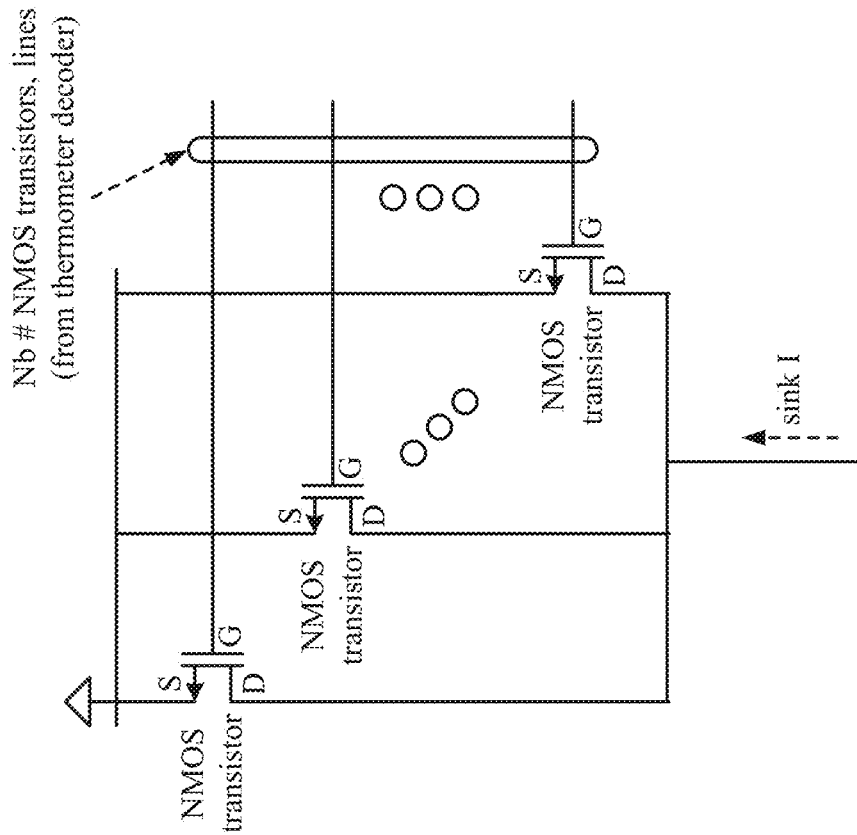 Nb # NMOS transistors, lines
(from thermometer decoder)
S
G
D
NMOS
transistor
S
G
D
NMOS
transistor
S
G
D
NMOS
transistor
sink I